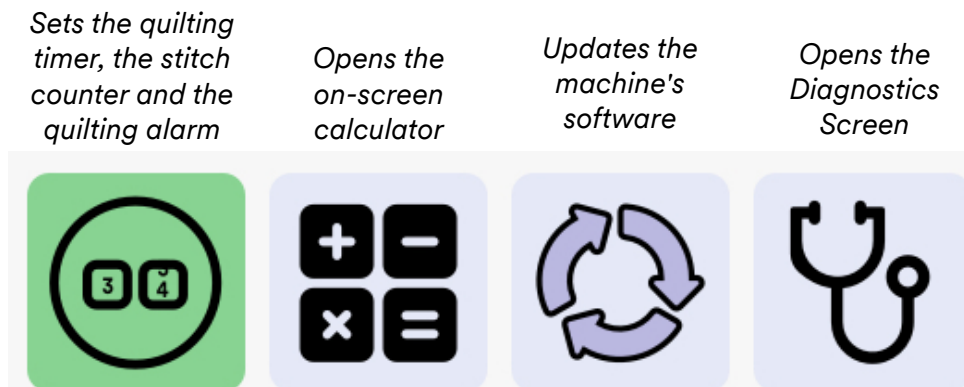 Sets the quilting
timer, the stitch
counter and the
quilting alarm
Opens the
on-screen
calculator
Updates the
machine's
software
Opens the
Diagnostics
Screen
3 4
+ −
× =